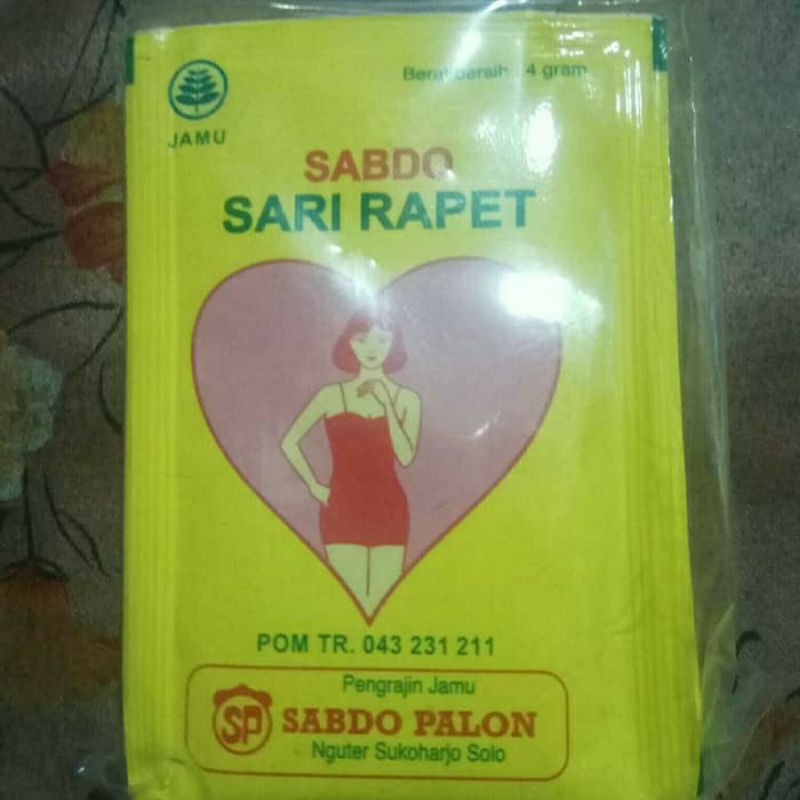 Berat bersih : 4 gram
JAMU
SABDO
SARI RAPET
POM TR. 043 231 211
Pengrajin Jamu
SP SABDO PALON
Nguter Sukoharjo Solo